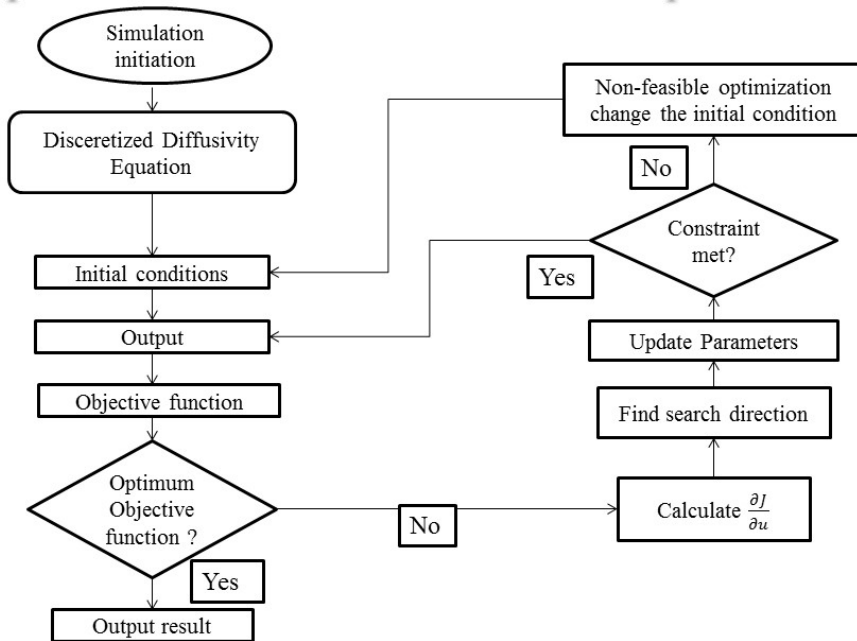 Simulation
initiation
Disceretized Diffusivity
Equation
Initial conditions
Output
Objective function
Optimum
Objective
function ?
Yes
Output result
No
Calculate ∂J/∂u
Find search direction
Update Parameters
Constraint
met?
Yes
No
Non-feasible optimization
change the initial condition